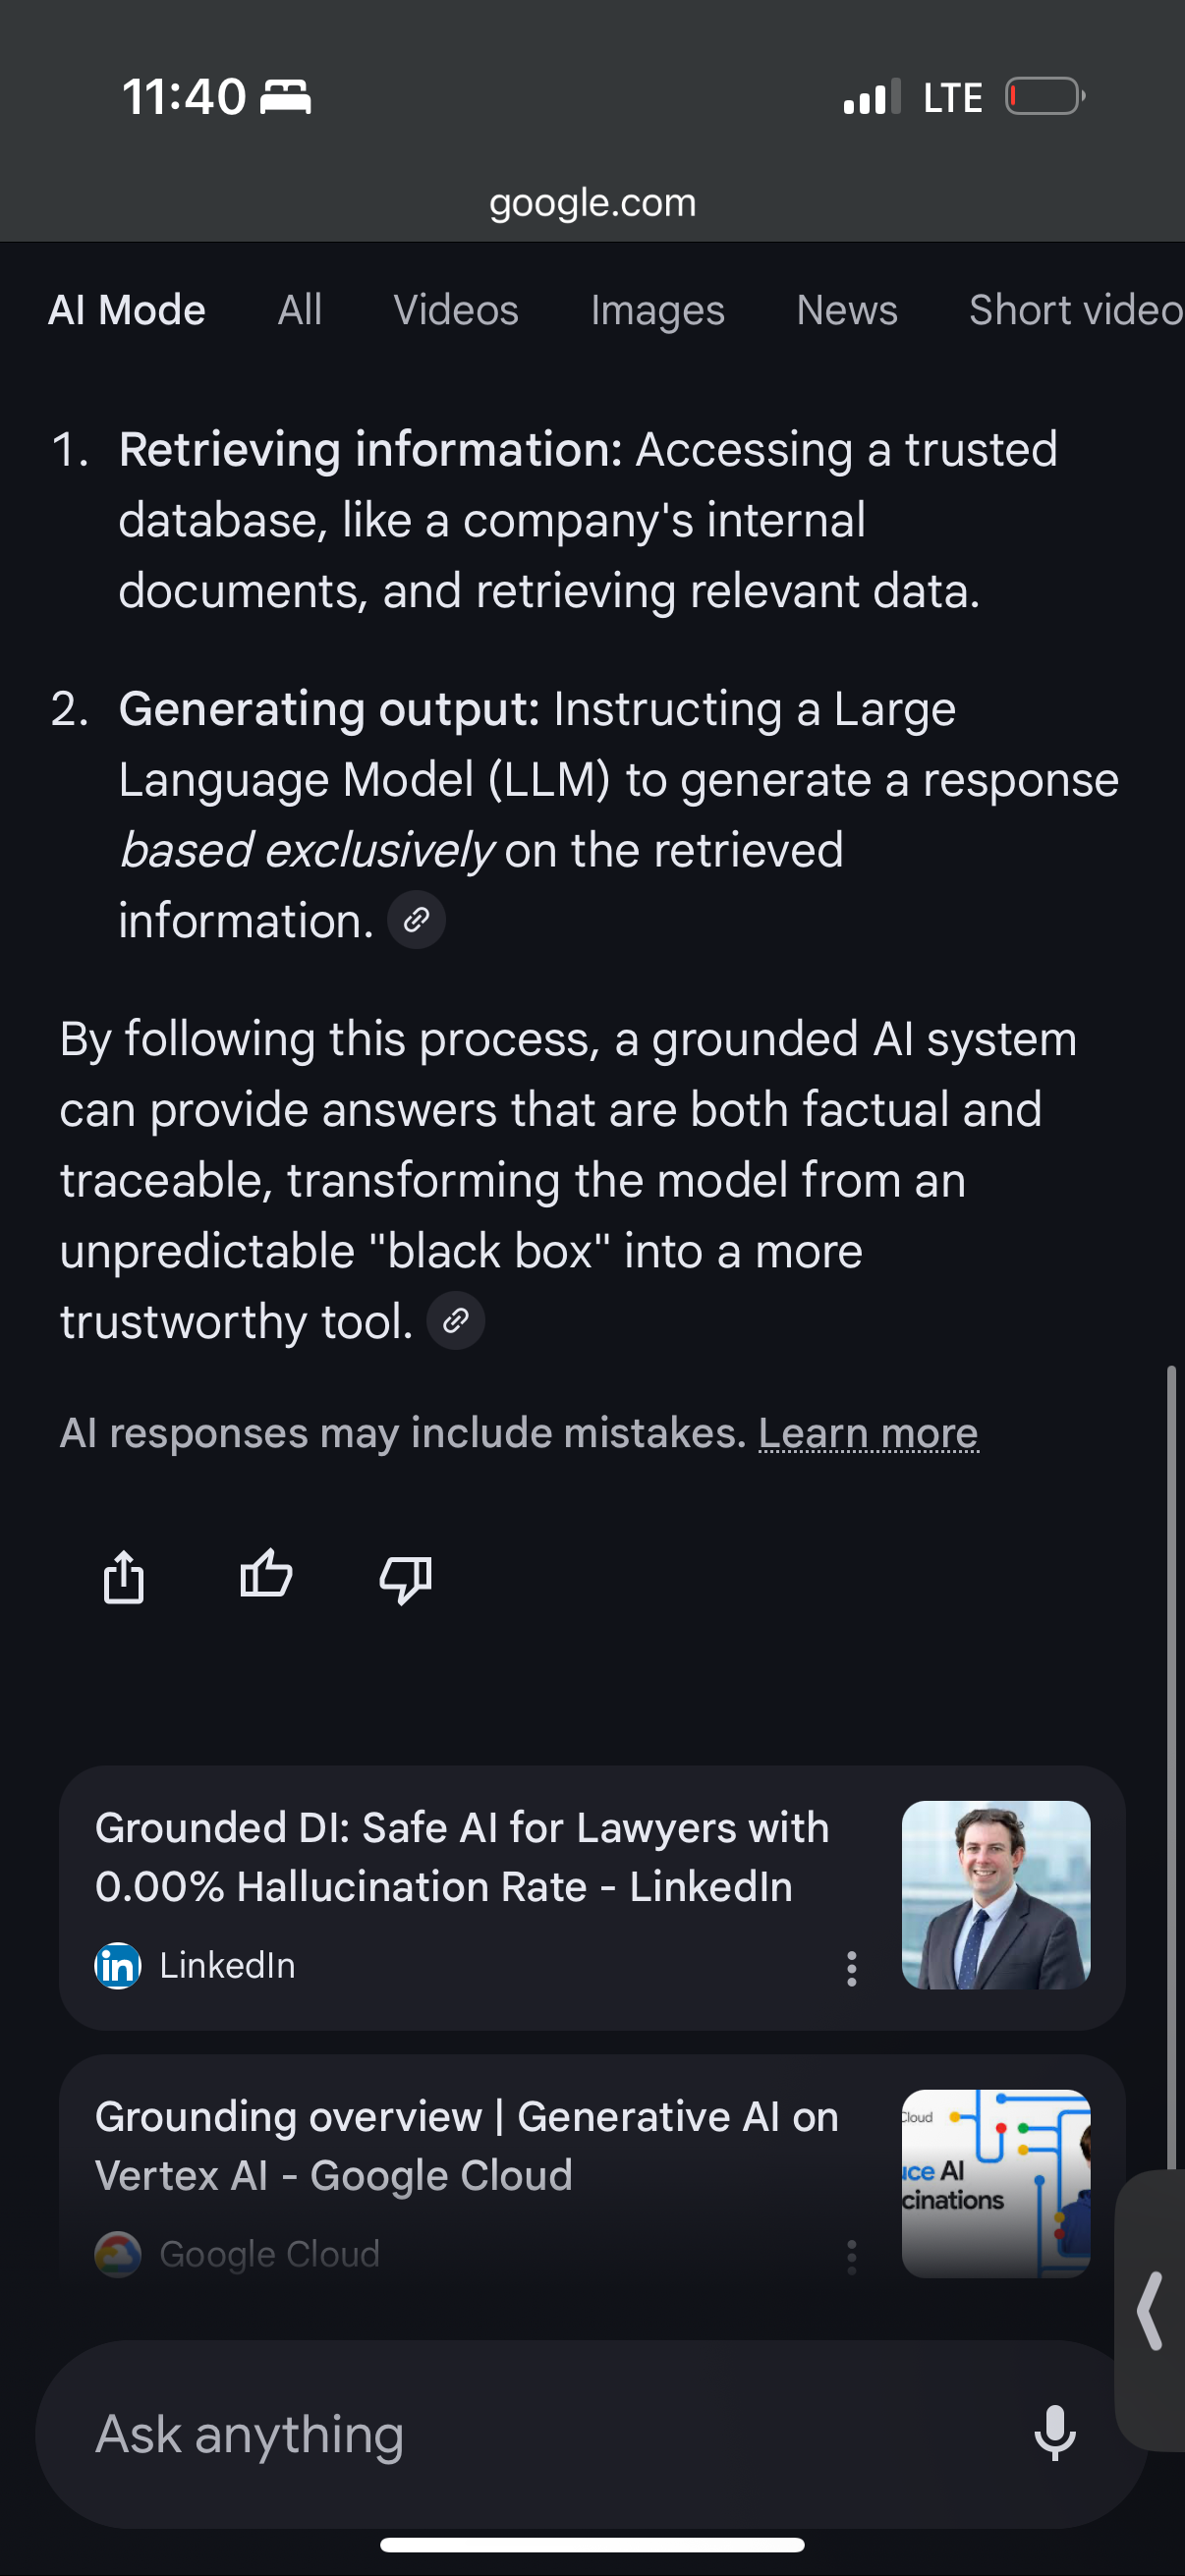 11:40 LTE
google.com
AI Mode All Videos Images News Short video
1. Retrieving information: Accessing a trusted
database, like a company's internal
documents, and retrieving relevant data.
2. Generating output: Instructing a Large
Language Model (LLM) to generate a response
based exclusively on the retrieved
information.
By following this process, a grounded AI system
can provide answers that are both factual and
traceable, transforming the model from an
unpredictable "black box" into a more
trustworthy tool.
AI responses may include mistakes. Learn more
Grounded DI: Safe AI for Lawyers with
0.00% Hallucination Rate - LinkedIn
in LinkedIn
Grounding overview | Generative AI on
Vertex AI - Google Cloud
Google Cloud
Cloud
uce AI
cinations
Ask anything